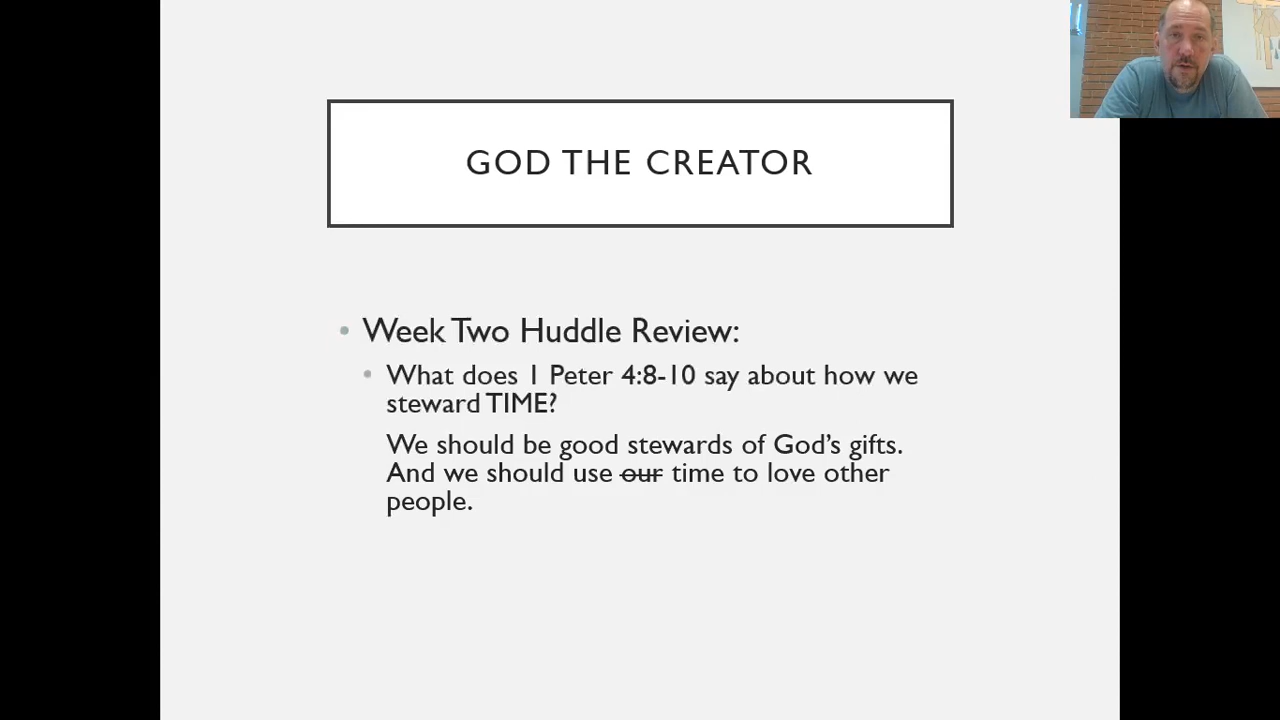 GOD THE CREATOR
Week Two Huddle Review:
What does 1 Peter 4:8-10 say about how we
steward TIME?
We should be good stewards of God's gifts.
And we should use our time to love other
people.